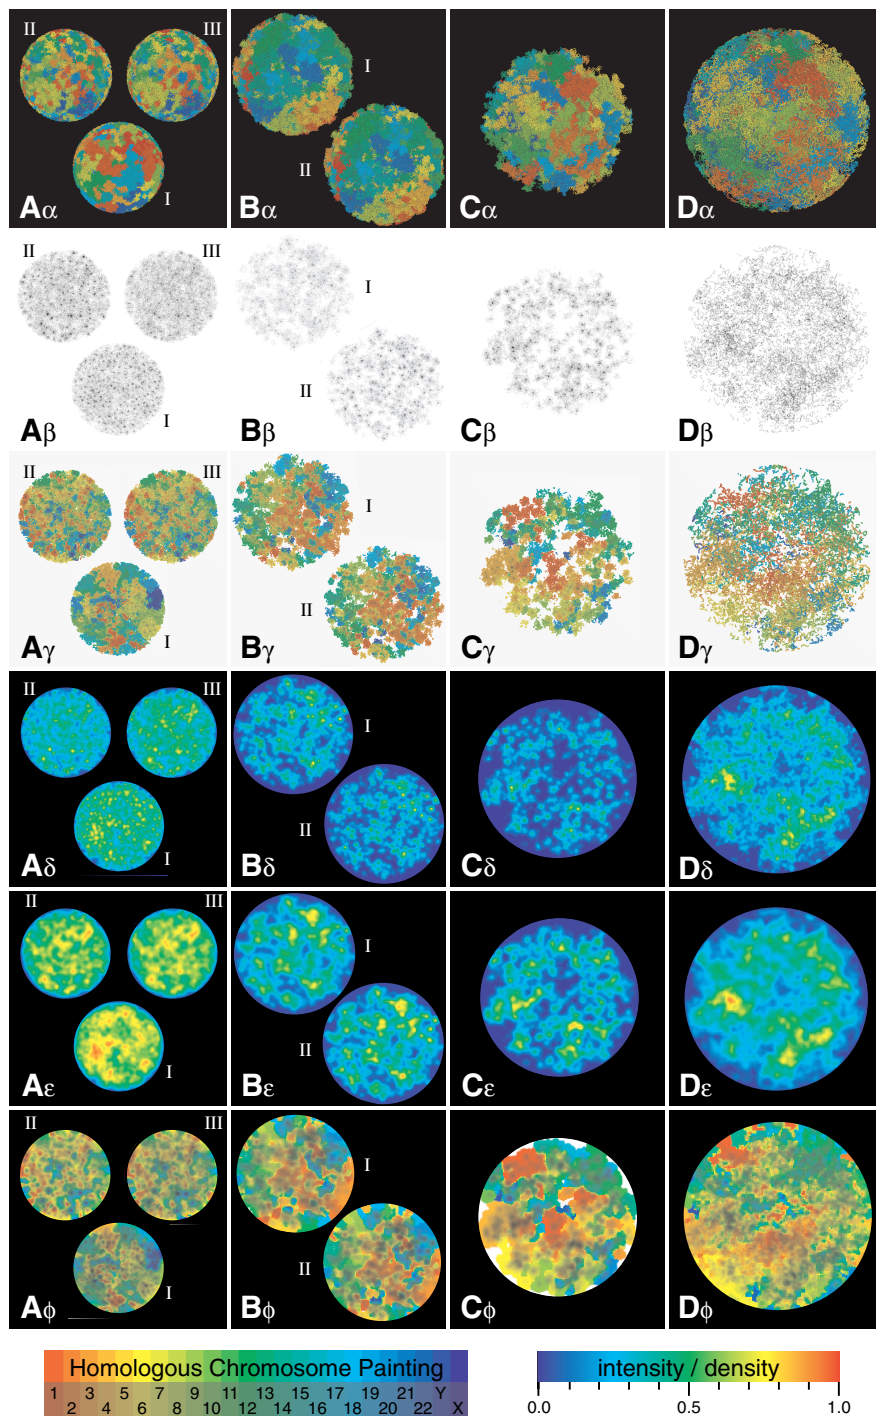 II III I Aα
I II Bα
Cα
Dα
II III I Aβ
I II Bβ
Cβ
Dβ
II III I Aγ
I II Bγ
Cγ
Dγ
II III I Aδ
I II Bδ
Cδ
Dδ
II III I Aε
I II Bε
Cε
Dε
II III I Aϕ
I II Bϕ
Cϕ
Dϕ
Homologous Chromosome Painting
1 3 5 7 9 11 13 15 17 19 21 Y
2 4 6 8 10 12 14 16 18 20 22 X
intensity / density
0.0 0.5 1.0